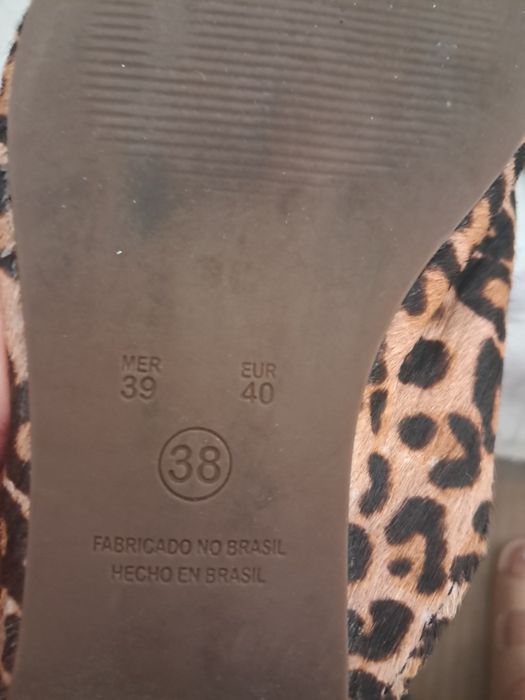 MER EUR
39 40
38
FABRICADO NO BRASIL
HECHO EN BRASIL